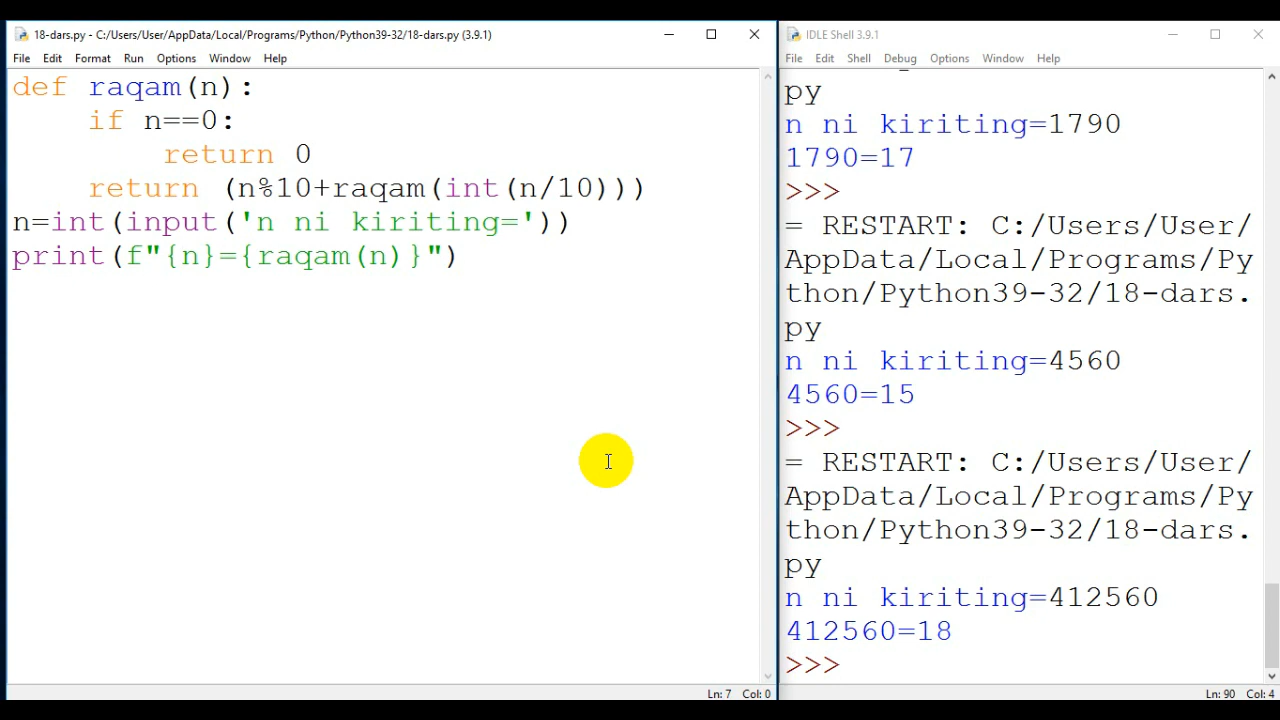 18-dars.py - C:/Users/User/AppData/Local/Programs/Python/Python39-32/18-dars.py (3.9.1)
File Edit Format Run Options Window Help
def raqam(n):
    if n==0:
        return 0
    return (n%10+raqam(int(n/10)))
n=int(input('n ni kiriting='))
print(f"{n}={raqam(n)}")
Ln: 7 Col: 0
IDLE Shell 3.9.1
File Edit Shell Debug Options Window Help
py
n ni kiriting=1790
1790=17
>>>
= RESTART: C:/Users/User/
AppData/Local/Programs/Py
thon/Python39-32/18-dars.
py
n ni kiriting=4560
4560=15
>>>
= RESTART: C:/Users/User/
AppData/Local/Programs/Py
thon/Python39-32/18-dars.
py
n ni kiriting=412560
412560=18
>>>
Ln: 90 Col: 4